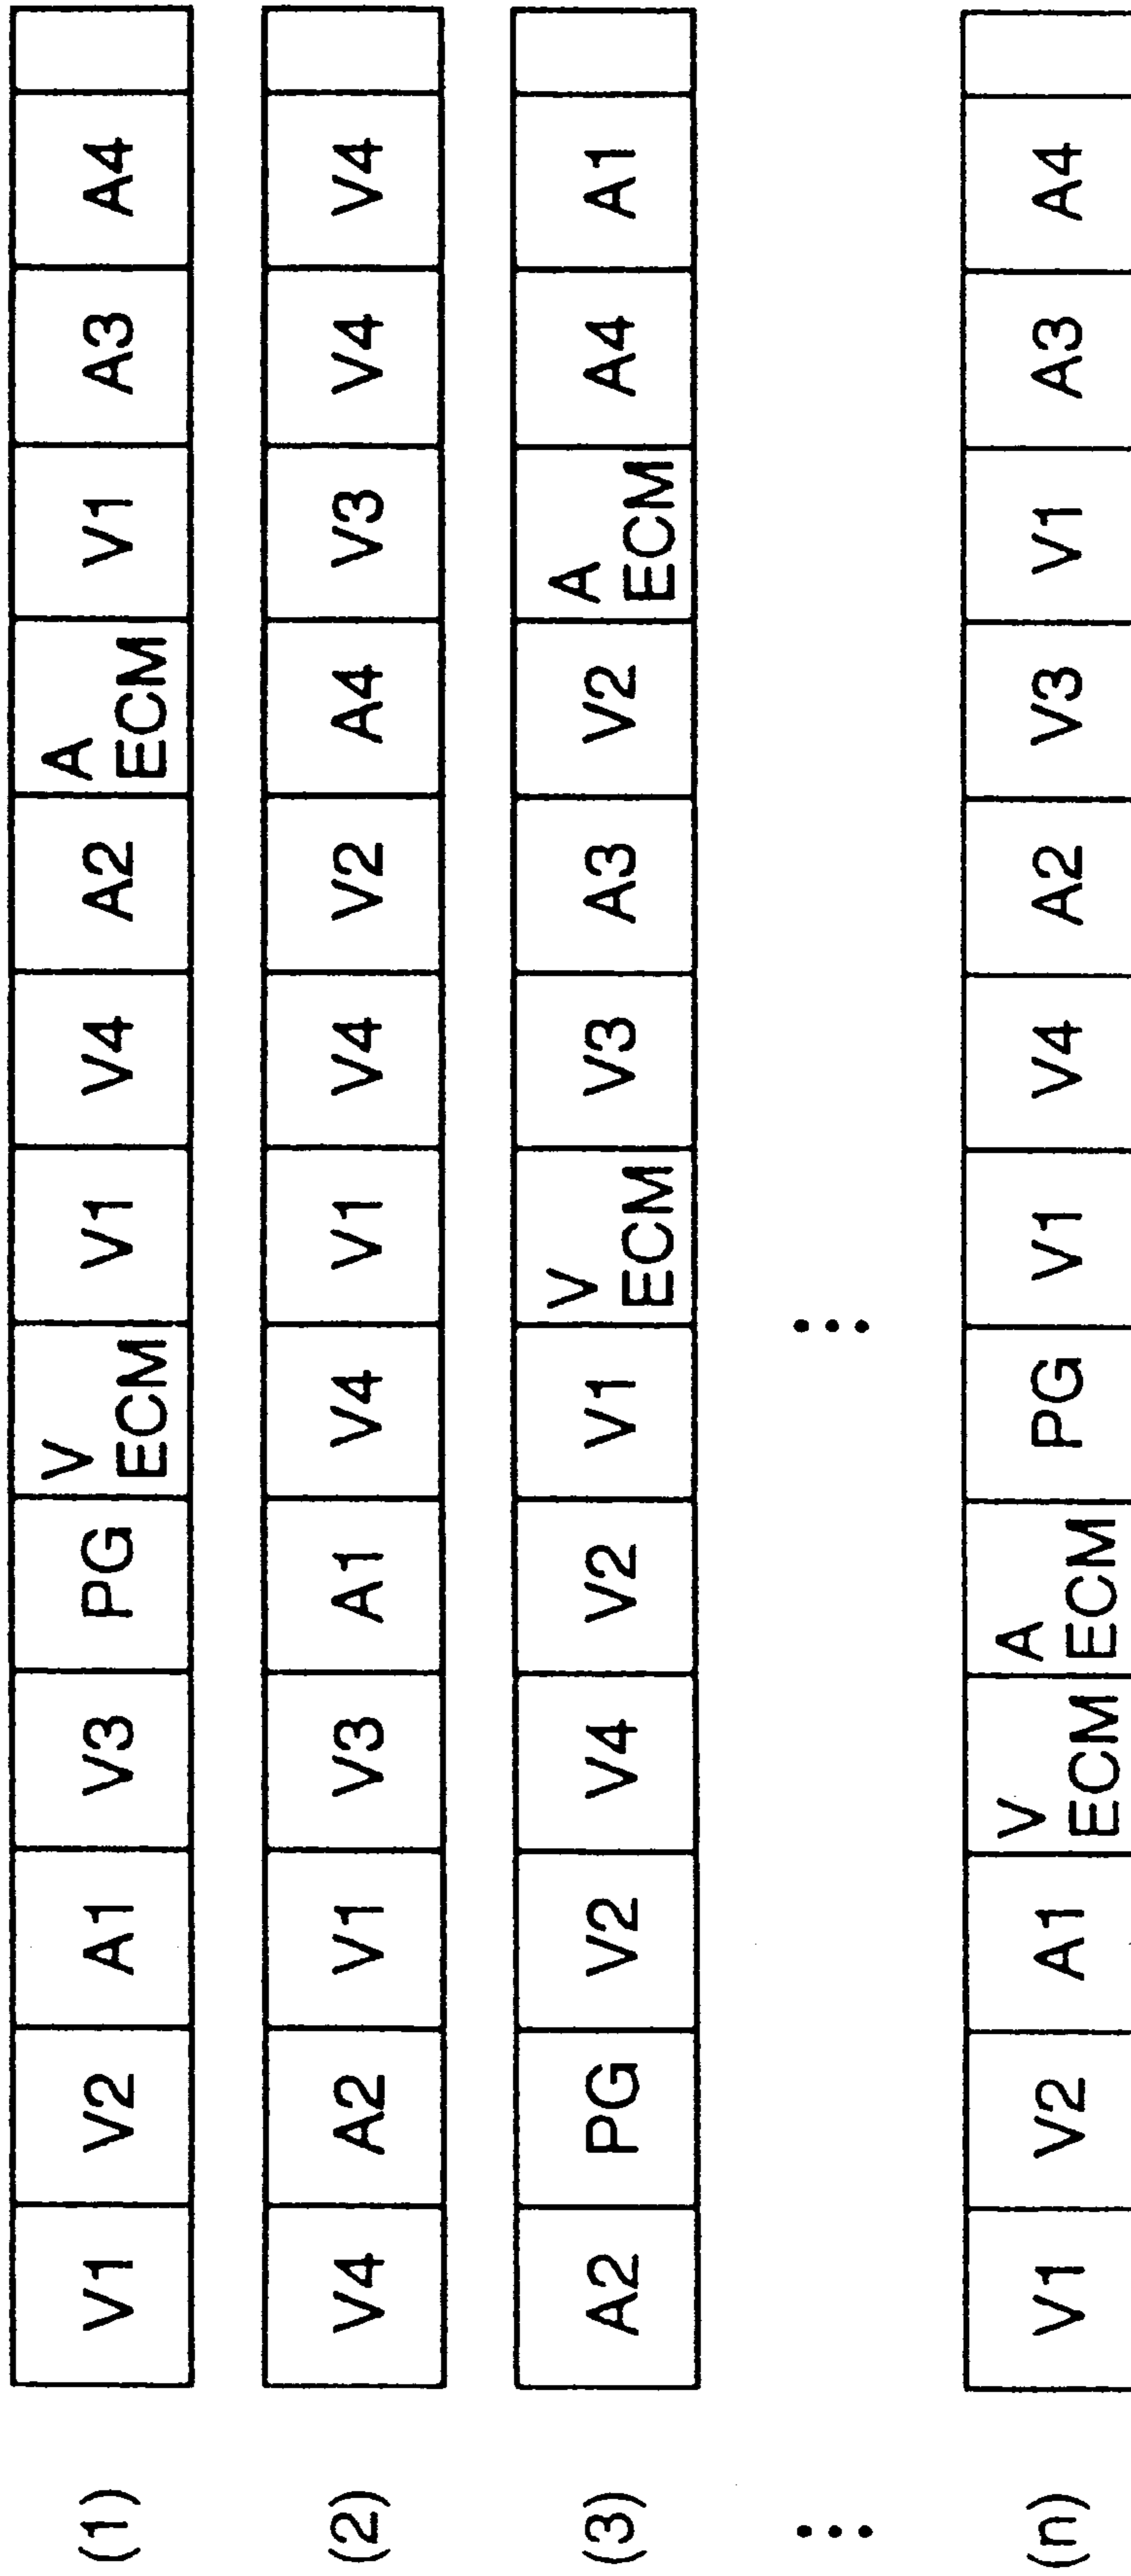 (1) V1 V2 A1 V3 PG V ECM V1 V4 A2 A ECM V1 A3 A4
(2) V4 A2 V1 V3 A1 V4 V1 V4 V2 A4 V3 V4 V4
(3) A2 PG V2 V4 V2 V1 V ECM V3 A3 V2 A ECM A4 A1
(n) V1 V2 A1 V ECM A ECM PG V1 V4 A2 V3 V1 A3 A4